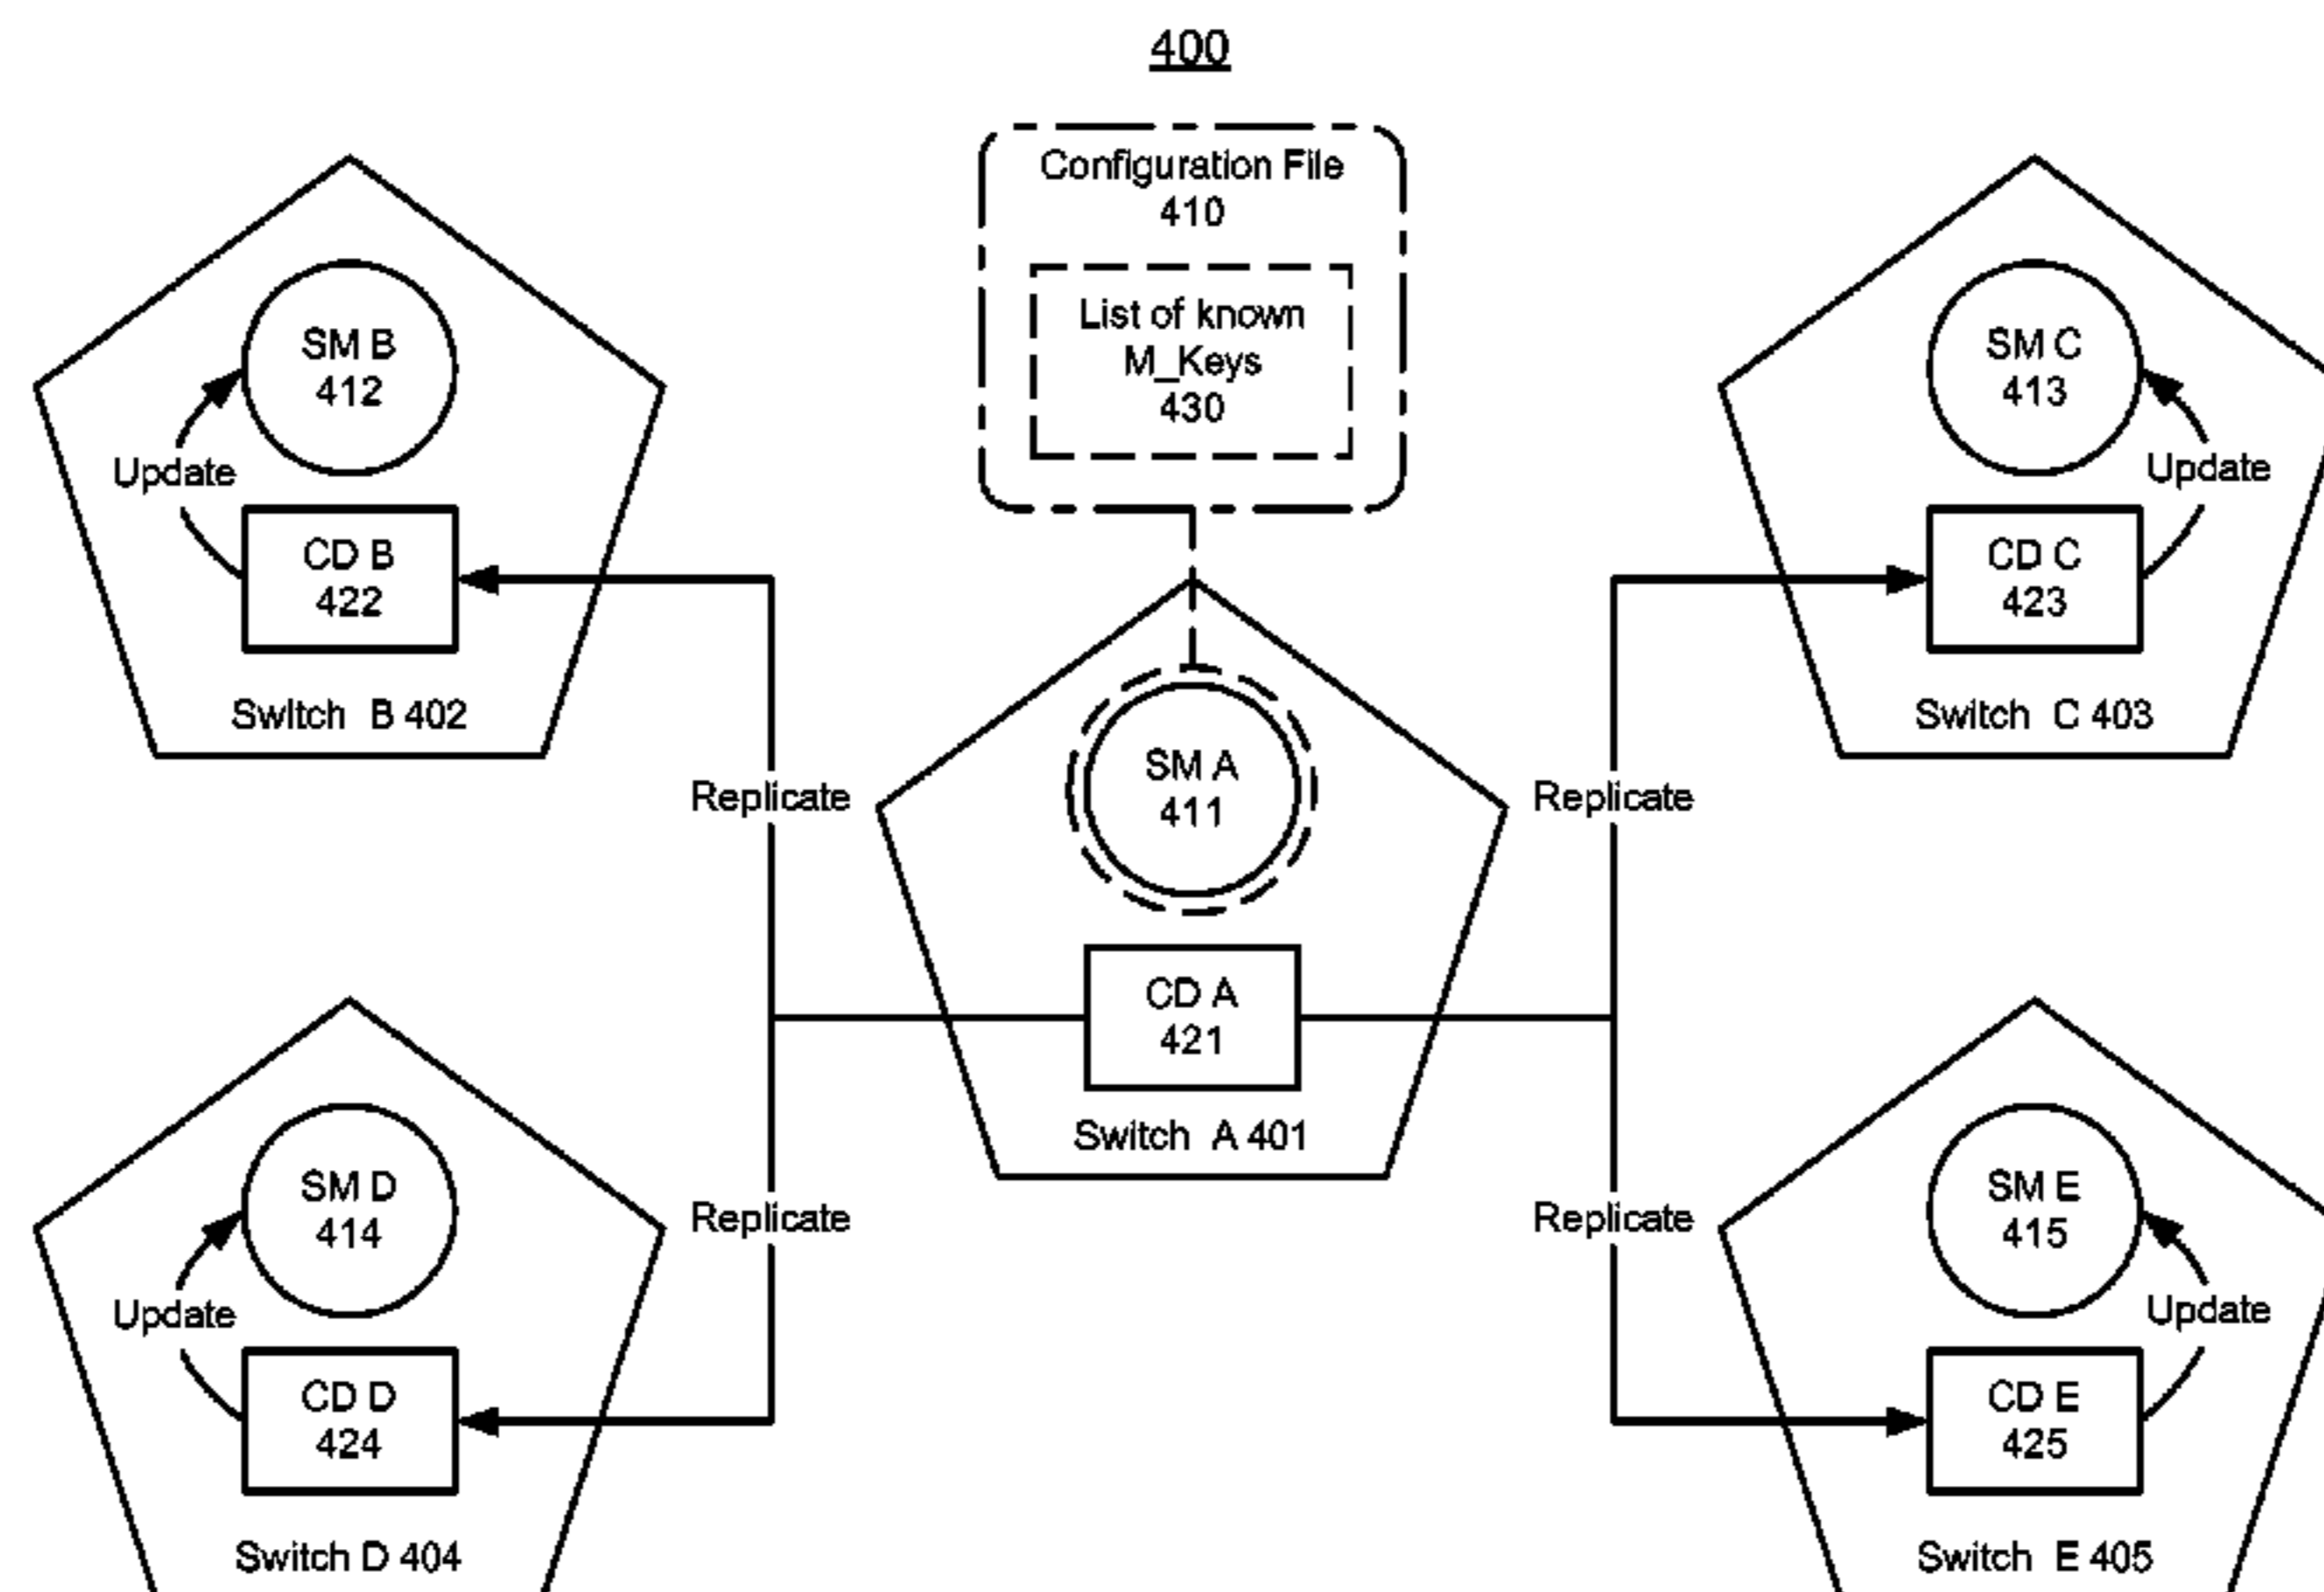 400
Configuration File
410
List of known
M_Keys
430
SM B
412
Update
CD B
422
Switch B 402
SM C
413
Update
CD C
423
Switch C 403
Replicate
Replicate
SM A
411
CD A
421
Switch A 401
Replicate
Replicate
SM D
414
Update
CD D
424
Switch D 404
SM E
415
Update
CD E
425
Switch E 405